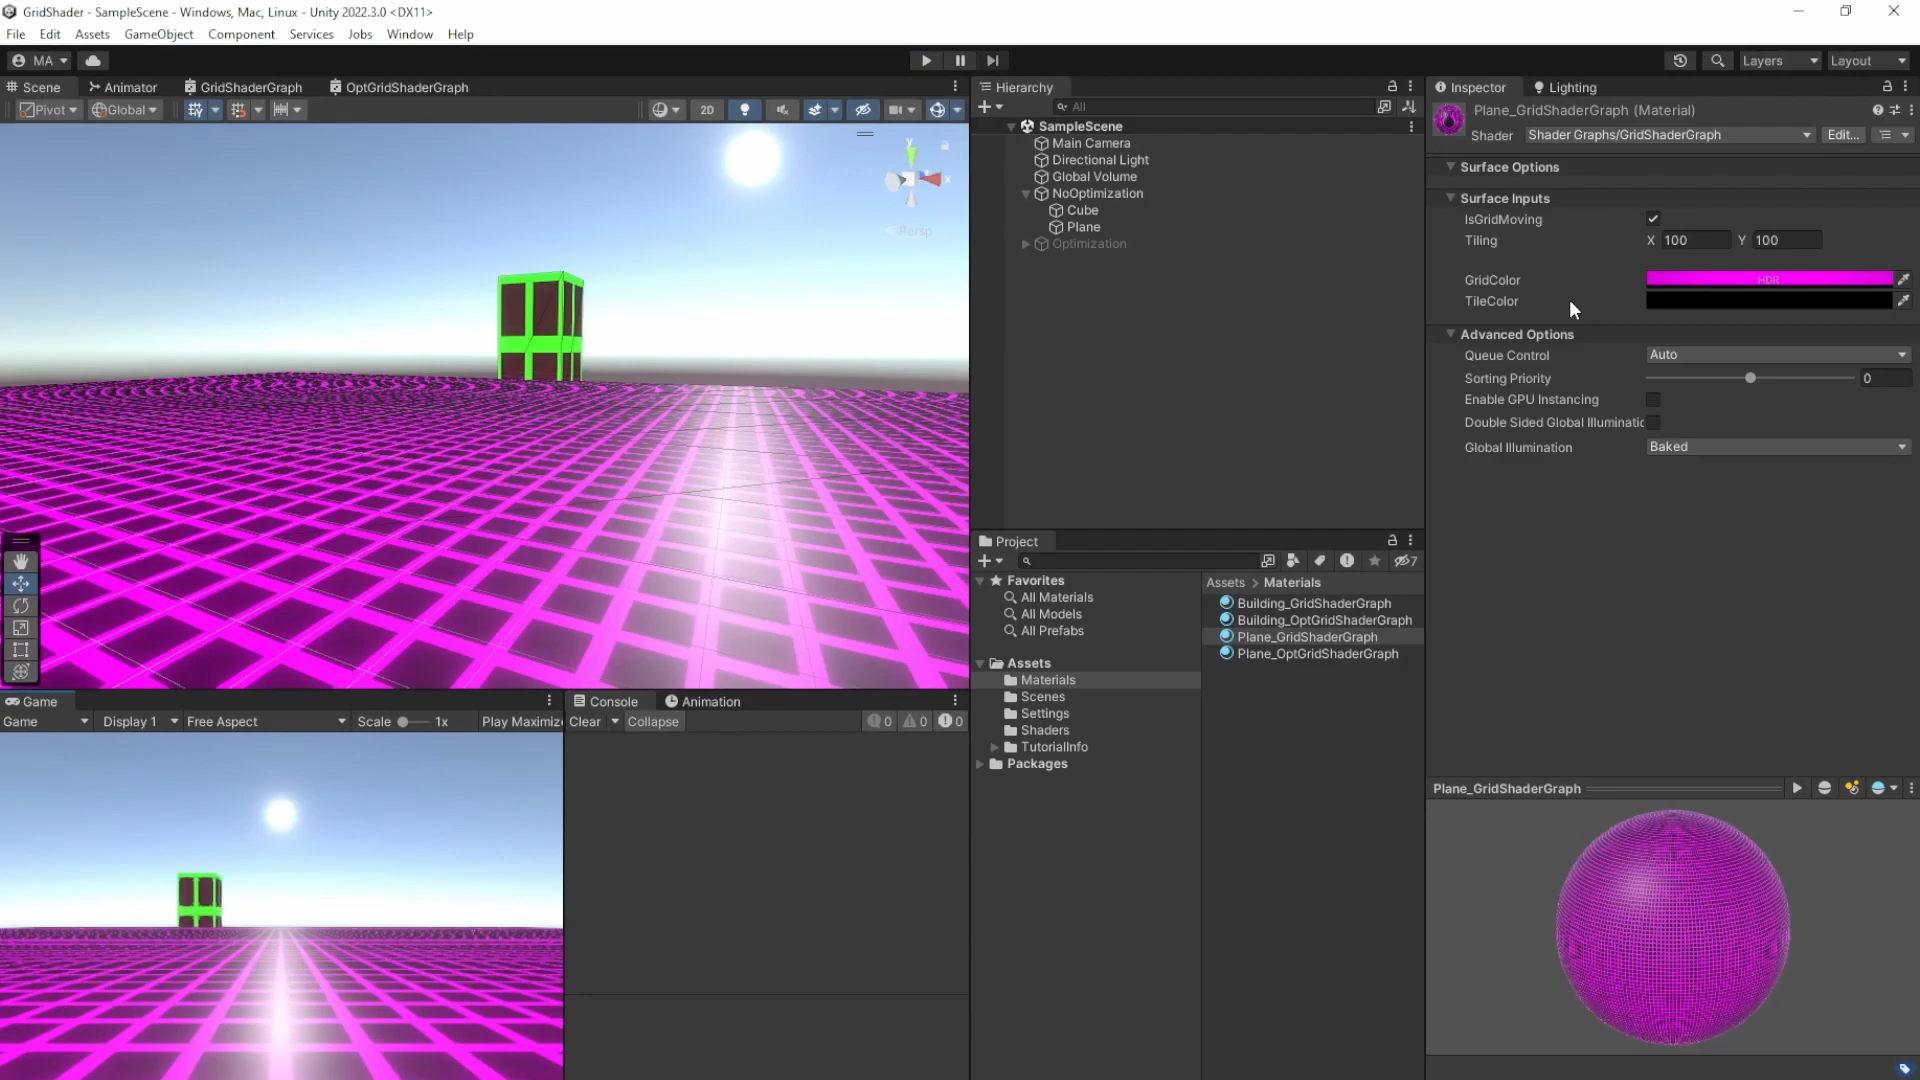 GridShader - SampleScene - Windows, Mac, Linux - Unity 2022.3.0 <DX11>
File Edit Assets GameObject Component Services Jobs Window Help
MA Layers Layout
Scene Animator GridShaderGraph OptGridShaderGraph
Pivot Global 2D
y
x
Persp
Hierarchy
All
SampleScene
Main Camera
Directional Light
Global Volume
NoOptimization
Cube
Plane
Optimization
Inspector Lighting
Plane_GridShaderGraph (Material)
Shader Shader Graphs/GridShaderGraph Edit...
Surface Options
Surface Inputs
IsGridMoving
Tiling X 100 Y 100
GridColor HDR
TileColor
Advanced Options
Queue Control Auto
Sorting Priority 0
Enable GPU Instancing
Double Sided Global Illuminatic
Global Illumination Baked
Project
7
Favorites
All Materials
All Models
All Prefabs
Assets
Materials
Scenes
Settings
Shaders
TutorialInfo
Packages
Assets > Materials
Building_GridShaderGraph
Building_OptGridShaderGraph
Plane_GridShaderGraph
Plane_OptGridShaderGraph
Game
Game Display 1 Free Aspect Scale 1x Play Maximize
Console Animation
Clear Collapse 0 0 0
Plane_GridShaderGraph